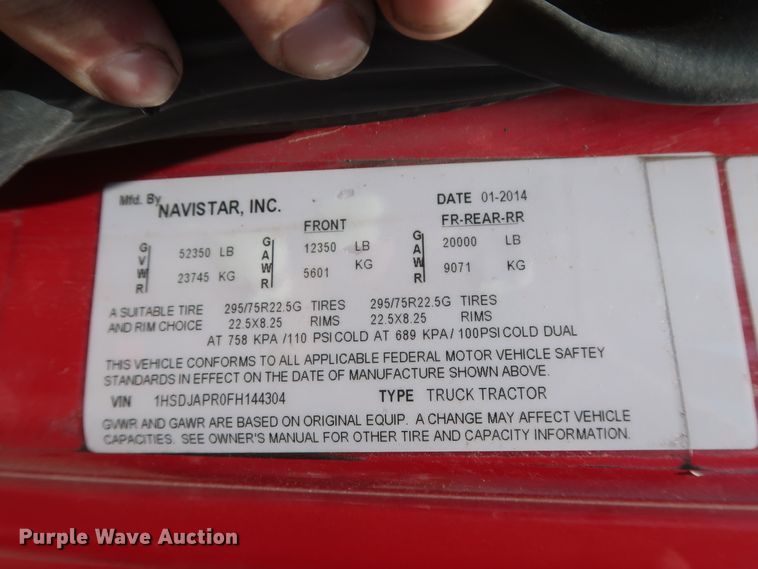 Mfd. By NAVISTAR, INC. DATE 01-2014
FRONT FR-REAR-RR
GVWR 52350 LB GAWR 12350 LB GAWR 20000 LB
23745 KG 5601 KG 9071 KG
A SUITABLE TIRE 295/75R22.5G TIRES 295/75R22.5G TIRES
AND RIM CHOICE 22.5X8.25 RIMS 22.5X8.25 RIMS
AT 758 KPA /110 PSI COLD AT 689 KPA/ 100PSI COLD DUAL
THIS VEHICLE CONFORMS TO ALL APPLICABLE FEDERAL MOTOR VEHICLE SAFTEY
STANDARDS IN EFFECT ON THE DATE OF MANUFACTURE SHOWN ABOVE.
VIN 1HSDJAPR0FH144304 TYPE TRUCK TRACTOR
GVWR AND GAWR ARE BASED ON ORIGINAL EQUIP. A CHANGE MAY AFFECT VEHICLE
CAPACITIES. SEE OWNER'S MANUAL FOR OTHER TIRE AND CAPACITY INFORMATION.
Purple Wave Auction